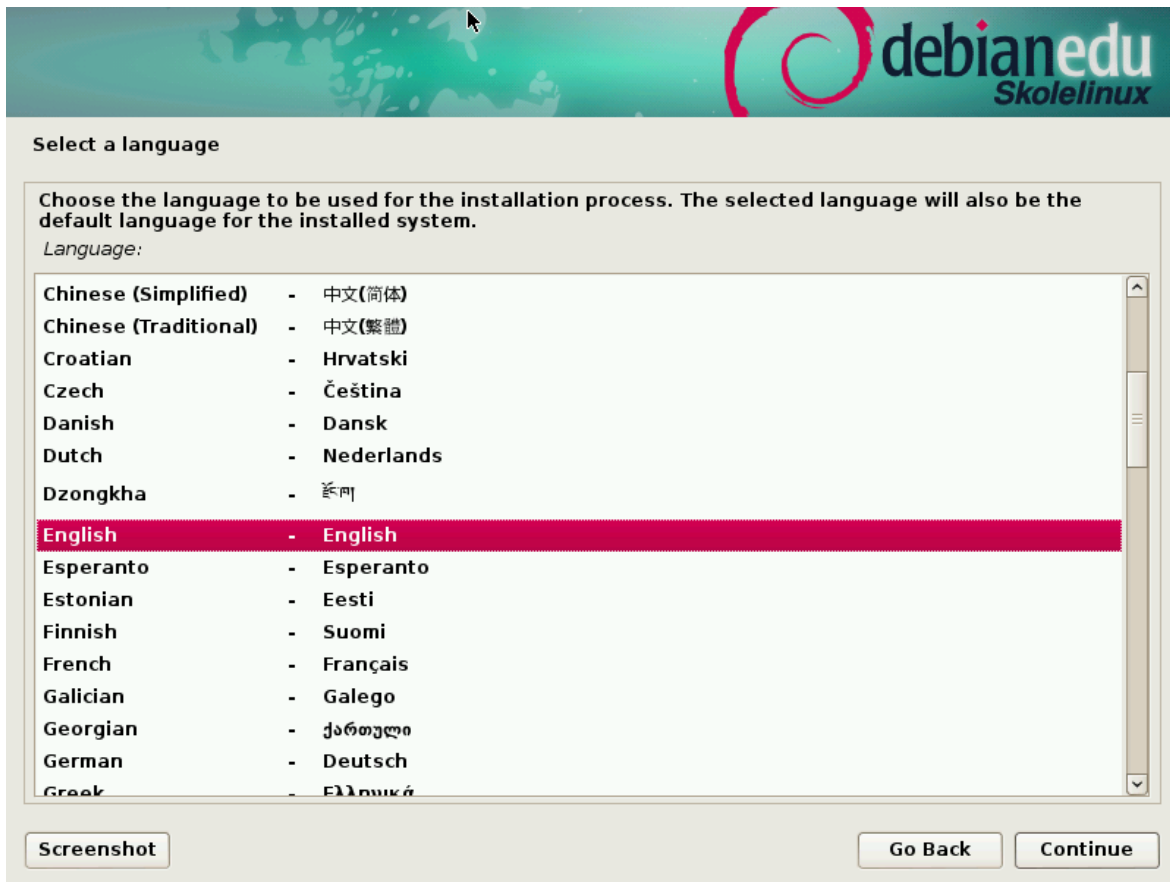 debianedu
Skolelinux
Select a language
Choose the language to be used for the installation process. The selected language will also be the
default language for the installed system.
Language:
Chinese (Simplified) - 中文(简体)
Chinese (Traditional) - 中文(繁體)
Croatian - Hrvatski
Czech - Čeština
Danish - Dansk
Dutch - Nederlands
Dzongkha - རྫོང་ཁ།
English - English
Esperanto - Esperanto
Estonian - Eesti
Finnish - Suomi
French - Français
Galician - Galego
Georgian - ქართული
German - Deutsch
Greek - Ελληνικά
Screenshot Go Back Continue